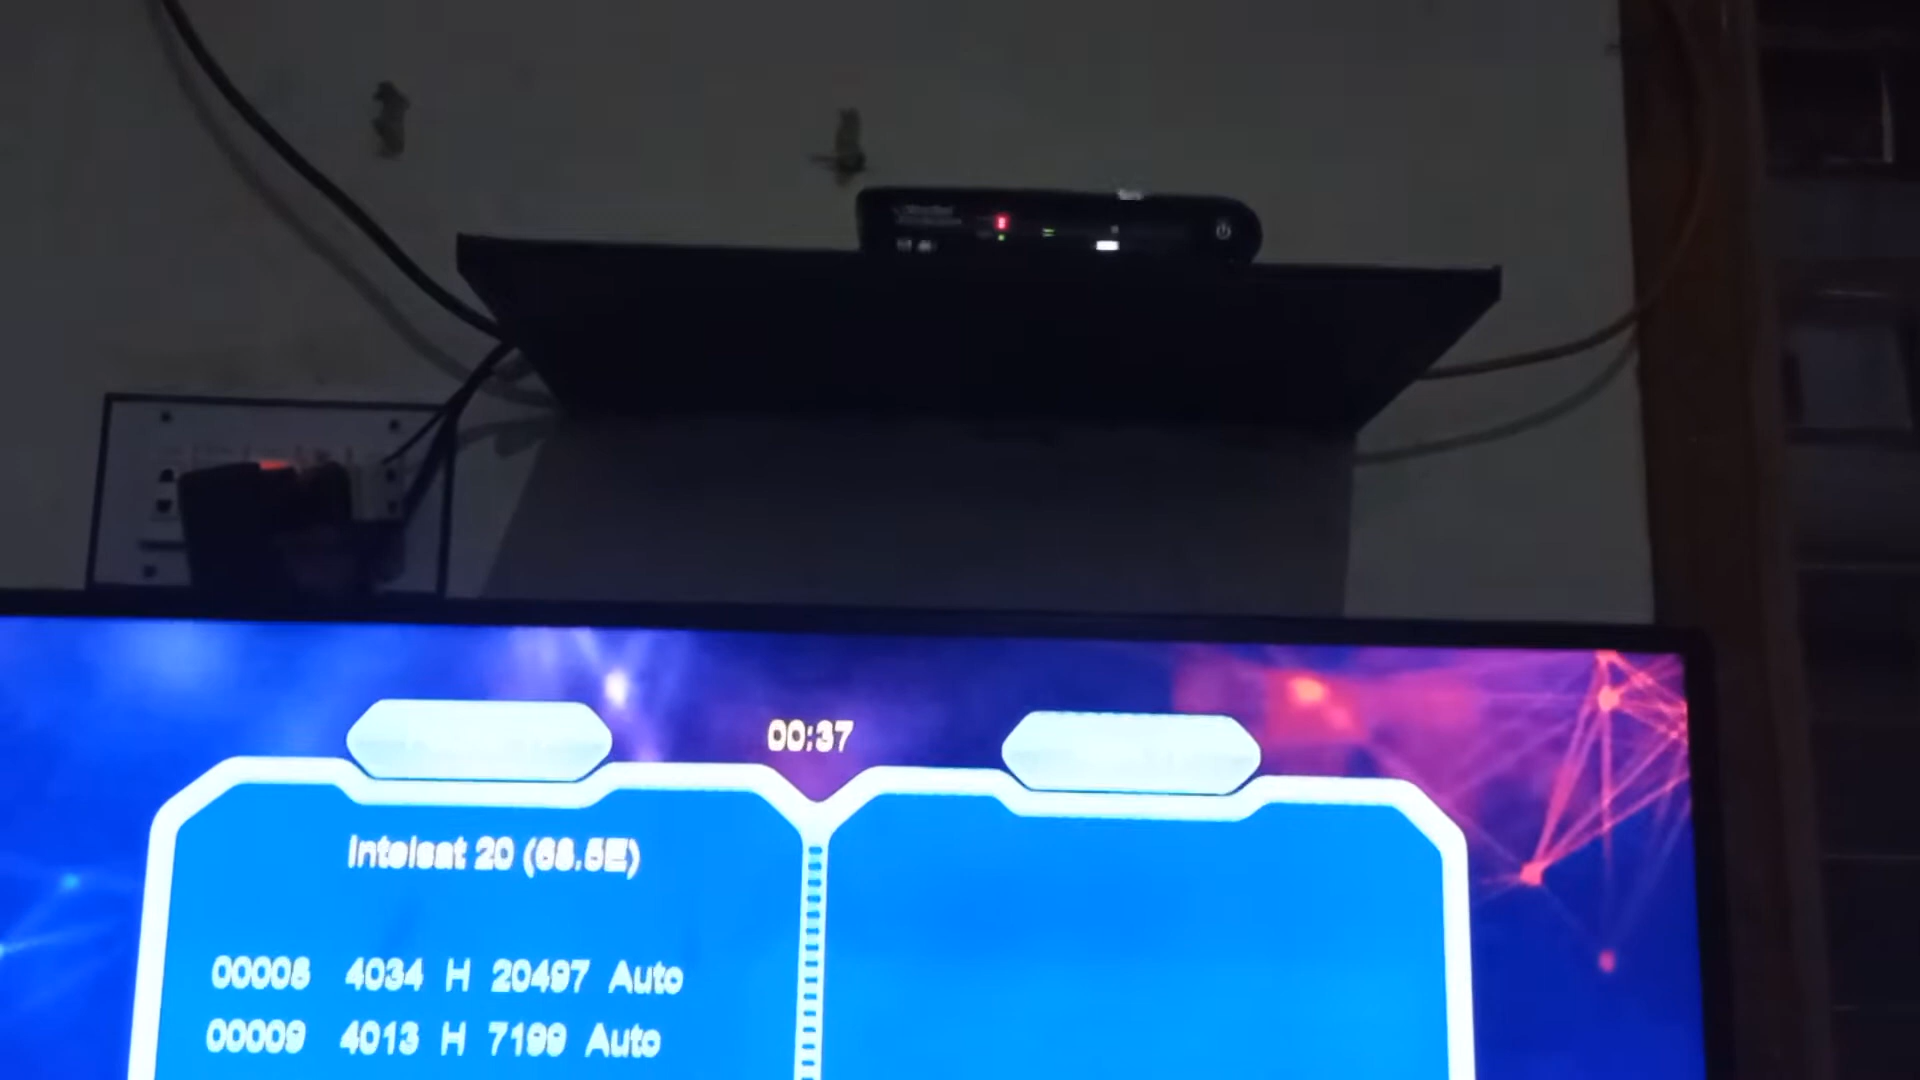 00:37
Intelsat 20 (68.5E)
00008 4034 H 20497 Auto
00009 4013 H 7199 Auto